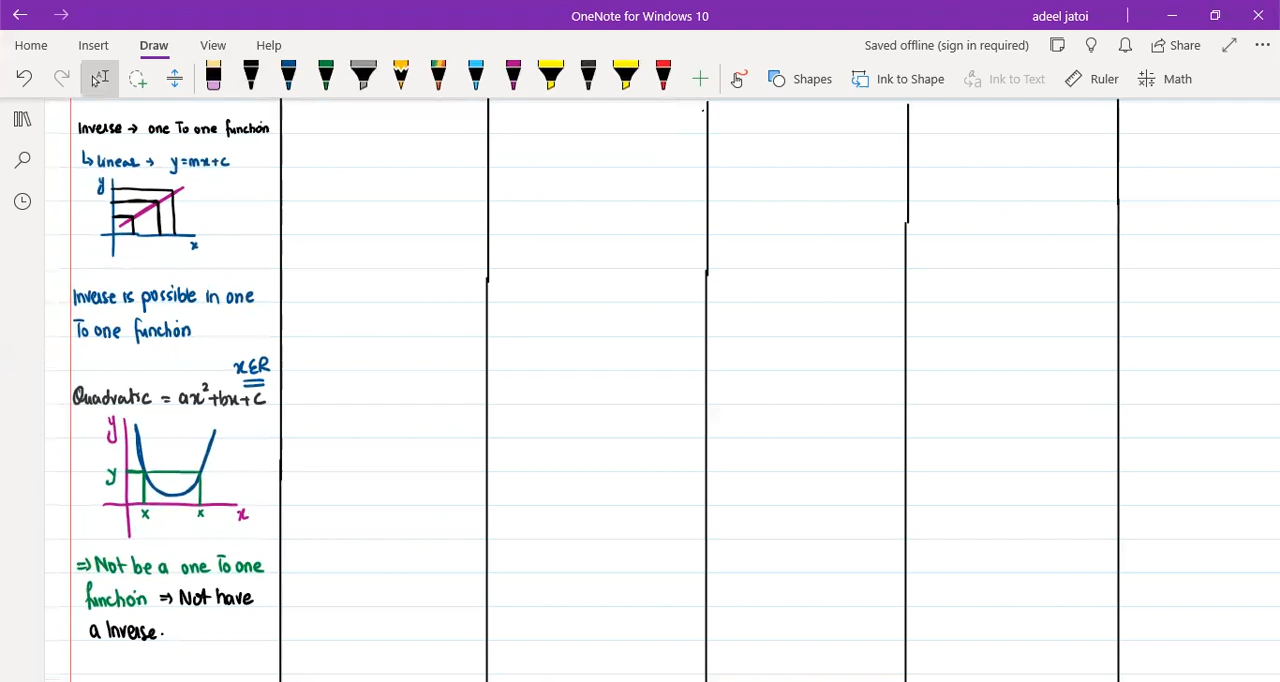 OneNote for Windows 10
adeel jatoi
Home Insert Draw View Help
Saved offline (sign in required)
Share
Shapes
Ink to Shape
Ink to Text
Ruler
Math
Inverse → one To one function
↳ linear → y=mx+c
y
x
Inverse is possible in one
To one function
x∈R
Quadratic = ax²+bx+c
y
y
x x x
⇒ Not be a one To one
function ⇒ Not have
a Inverse.